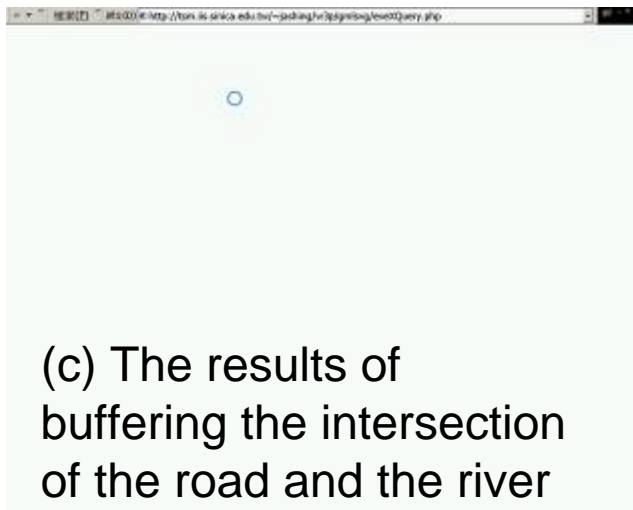 (c) The results of
buffering the intersection
of the road and the river